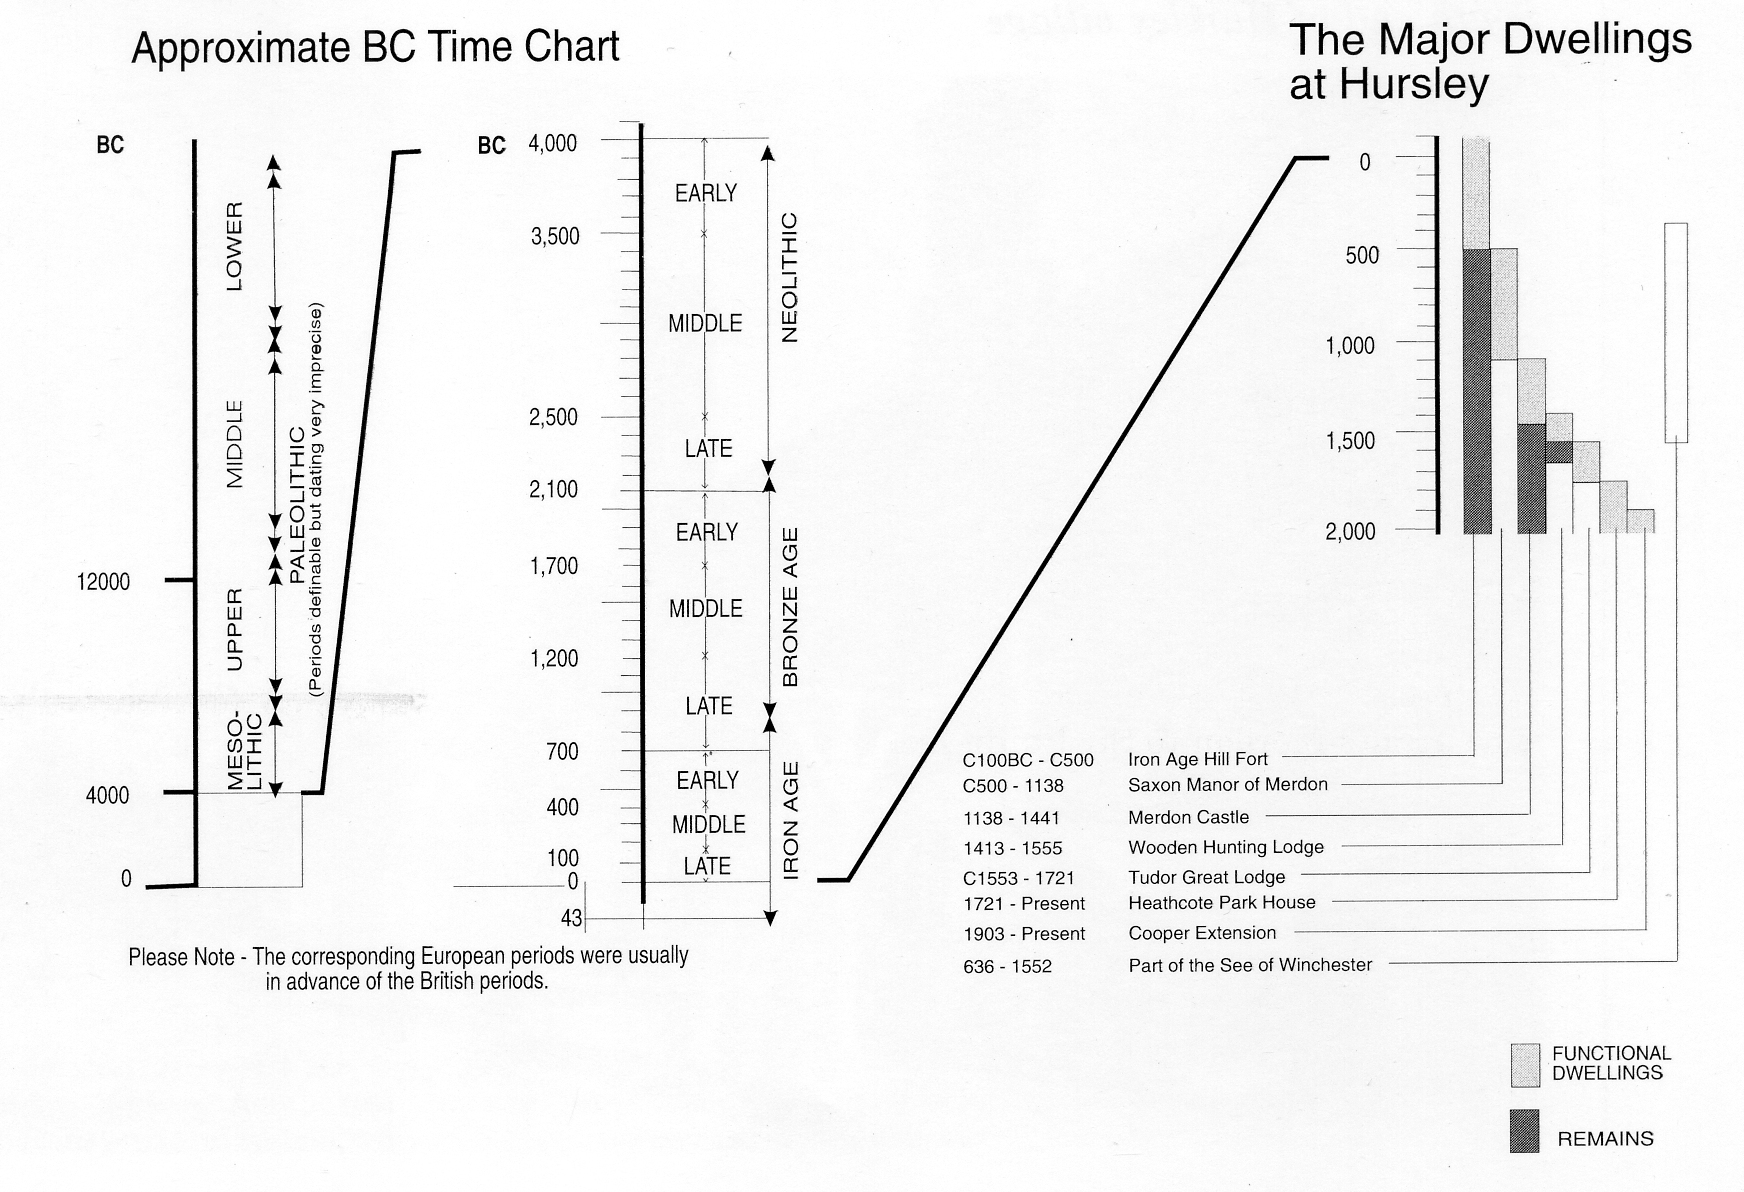 Approximate BC Time Chart
BC
12000
4000
0
LOWER
MIDDLE
UPPER
MESO-
LITHIC
PALEOLITHIC
(Periods definable but dating very imprecise)
BC
4,000
3,500
2,500
2,100
1,700
1,200
700
400
100
0
43
EARLY
MIDDLE
LATE
EARLY
MIDDLE
LATE
EARLY
MIDDLE
LATE
NEOLITHIC
BRONZE AGE
IRON AGE
Please Note - The corresponding European periods were usually
in advance of the British periods.
The Major Dwellings
at Hursley
0
500
1,000
1,500
2,000
C100BC - C500 Iron Age Hill Fort
C500 - 1138 Saxon Manor of Merdon
1138 - 1441 Merdon Castle
1413 - 1555 Wooden Hunting Lodge
C1553 - 1721 Tudor Great Lodge
1721 - Present Heathcote Park House
1903 - Present Cooper Extension
636 - 1552 Part of the See of Winchester
FUNCTIONAL
DWELLINGS
REMAINS